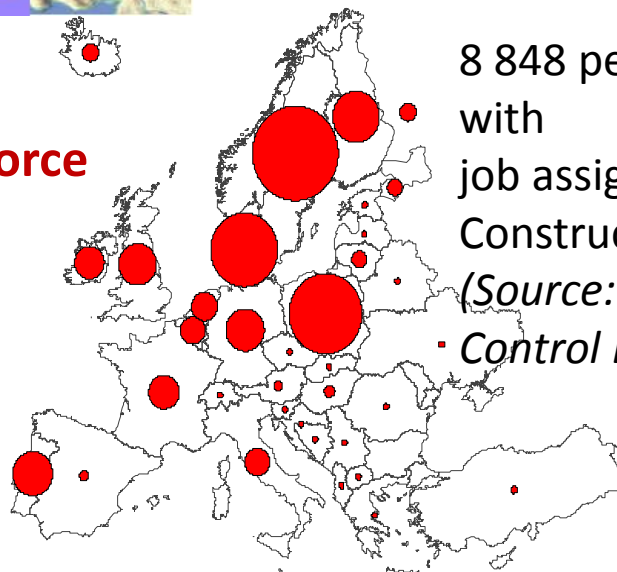 orce
8 848 pe
with
job assig
Construc
(Source:
Control